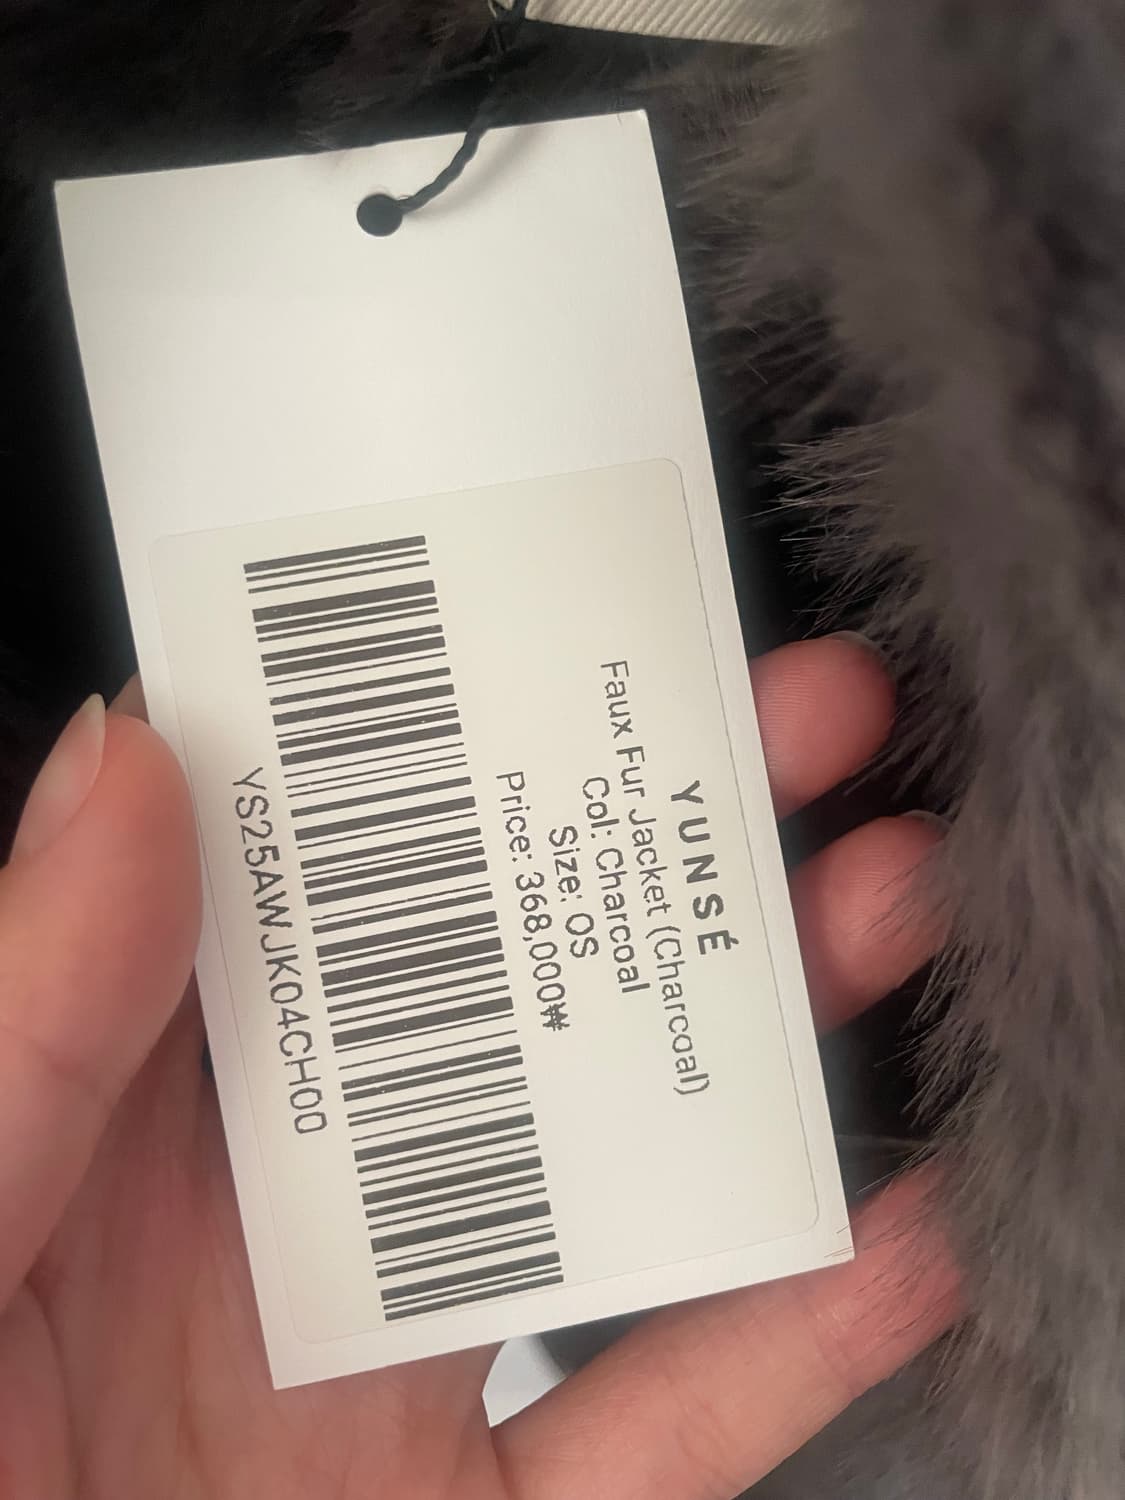 YUNSÉ
Faux Fur Jacket (Charcoal)
Col: Charcoal
Size: OS
Price: 368,000₩
YS25AWJK04CH00